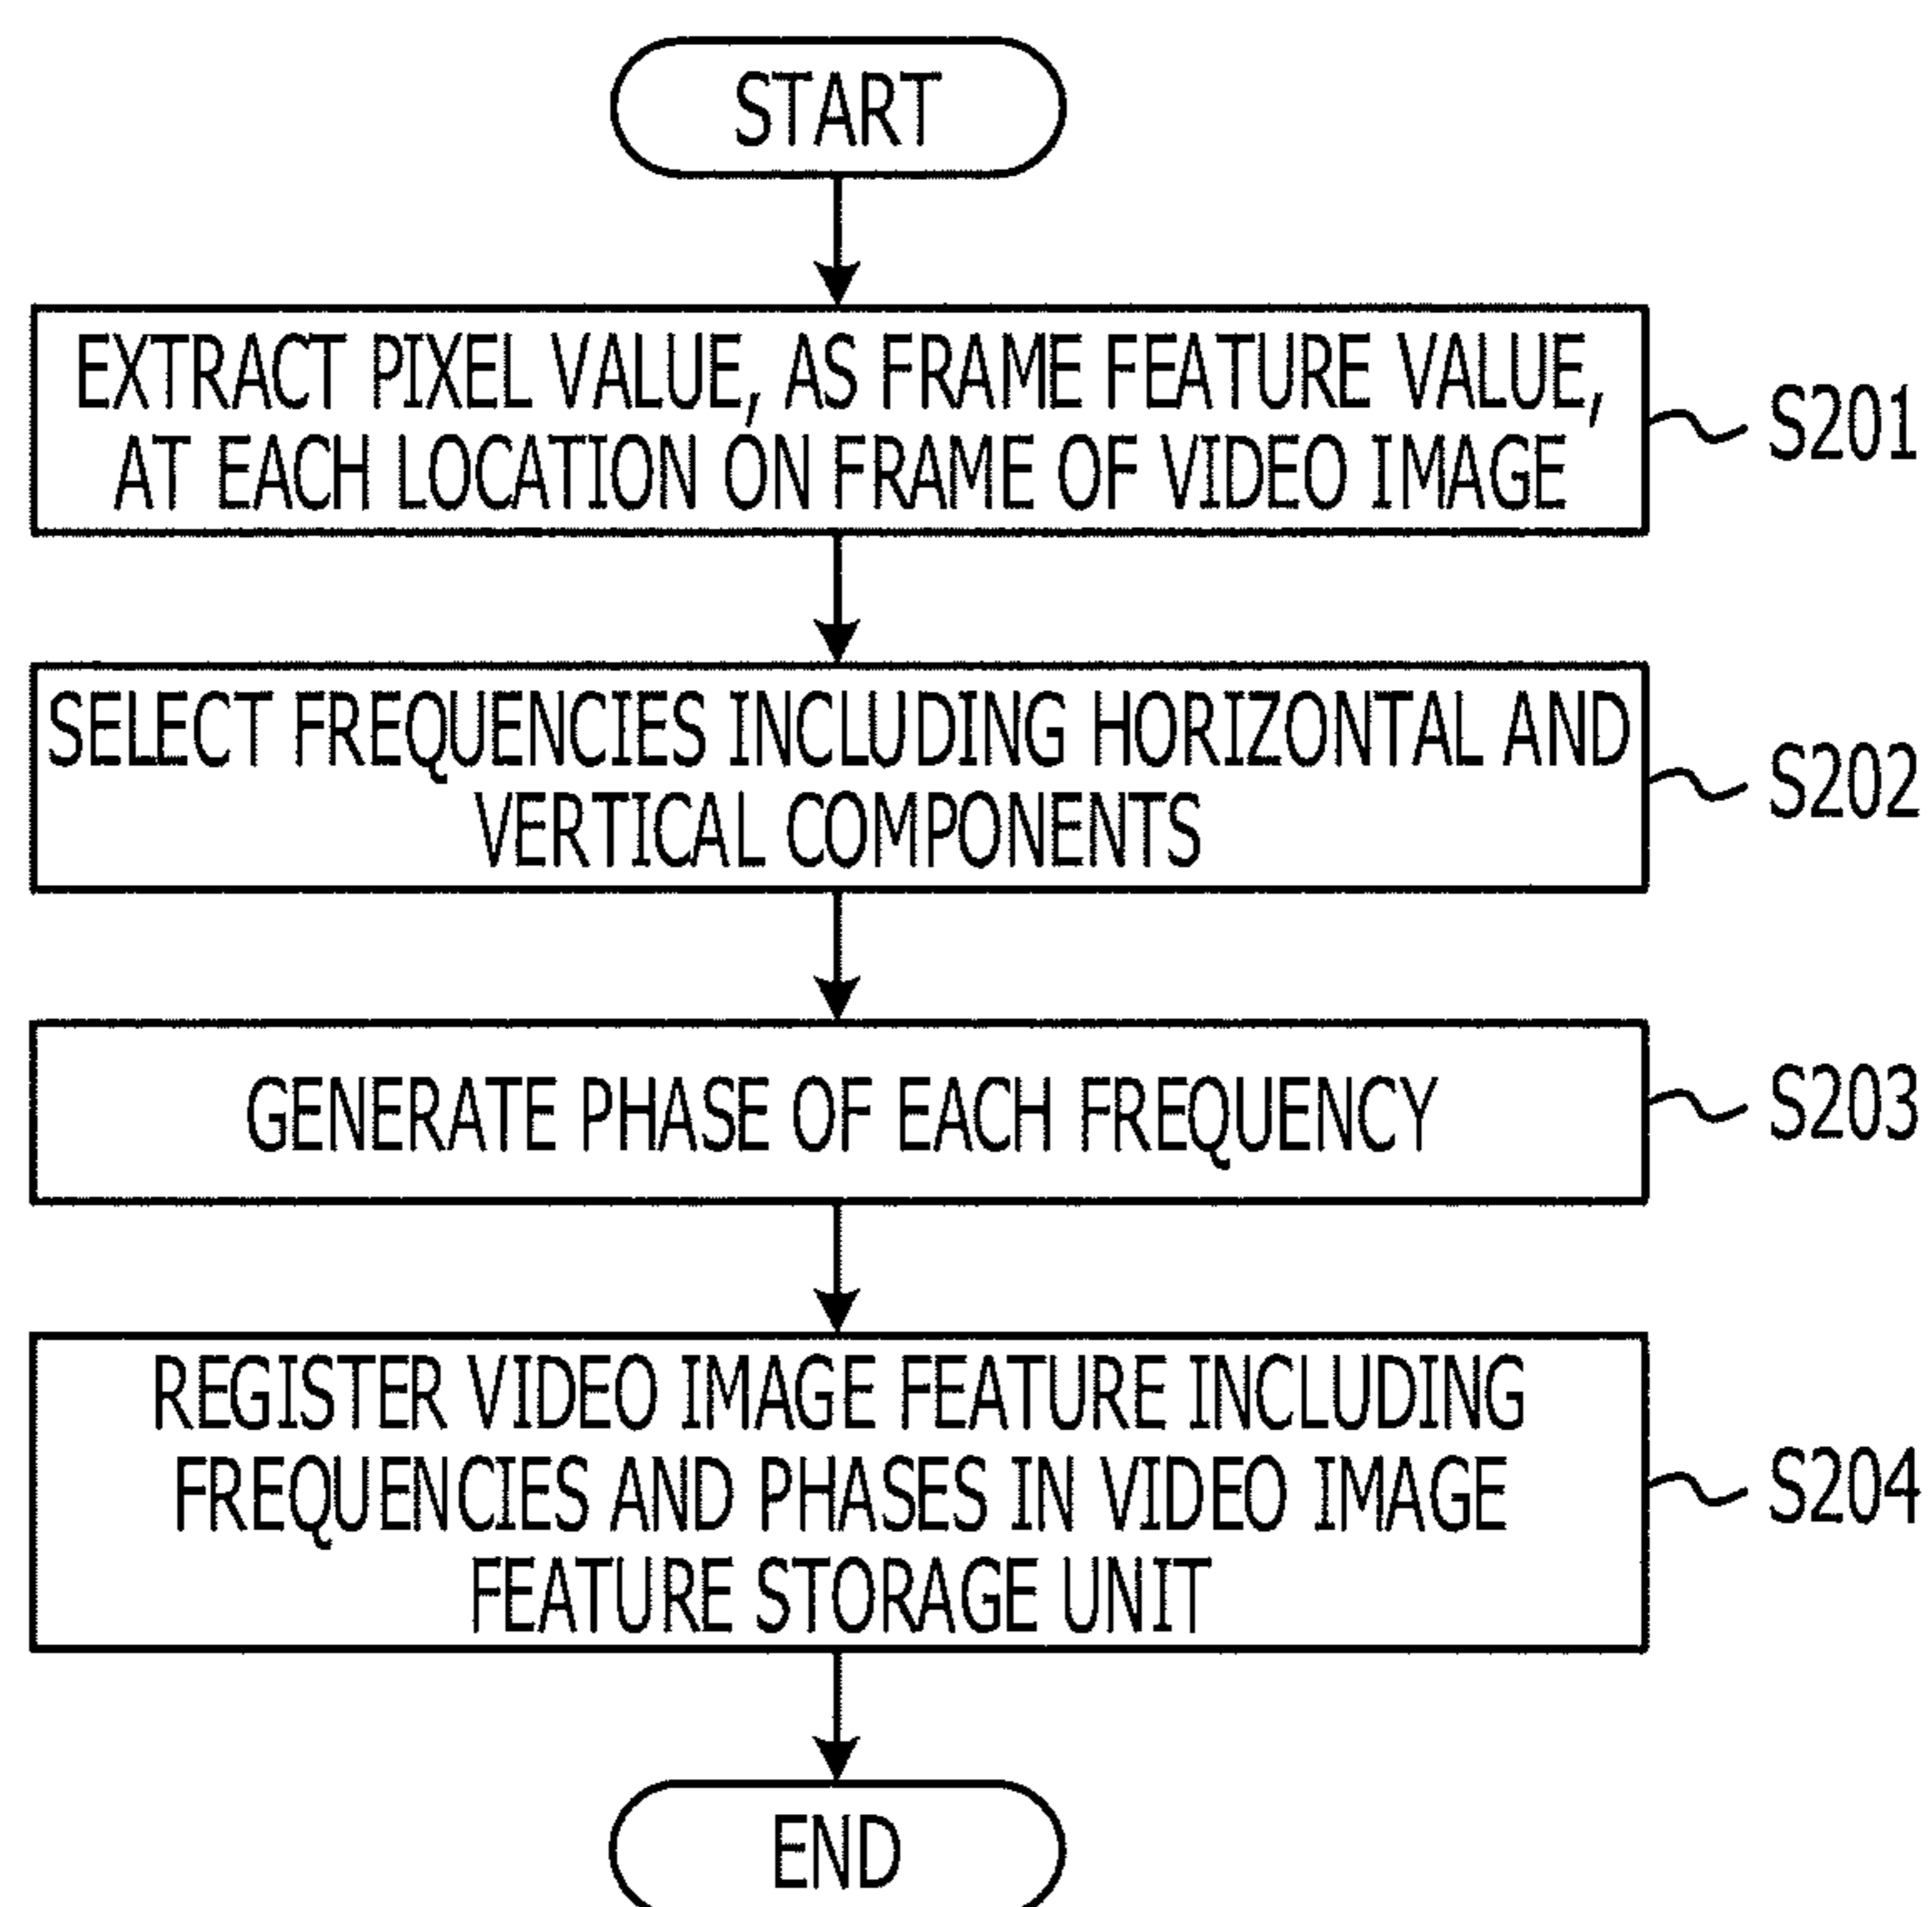 START
EXTRACT PIXEL VALUE, AS FRAME FEATURE VALUE,
AT EACH LOCATION ON FRAME OF VIDEO IMAGE
S201
SELECT FREQUENCIES INCLUDING HORIZONTAL AND
VERTICAL COMPONENTS
S202
GENERATE PHASE OF EACH FREQUENCY
S203
REGISTER VIDEO IMAGE FEATURE INCLUDING
FREQUENCIES AND PHASES IN VIDEO IMAGE
FEATURE STORAGE UNIT
S204
END